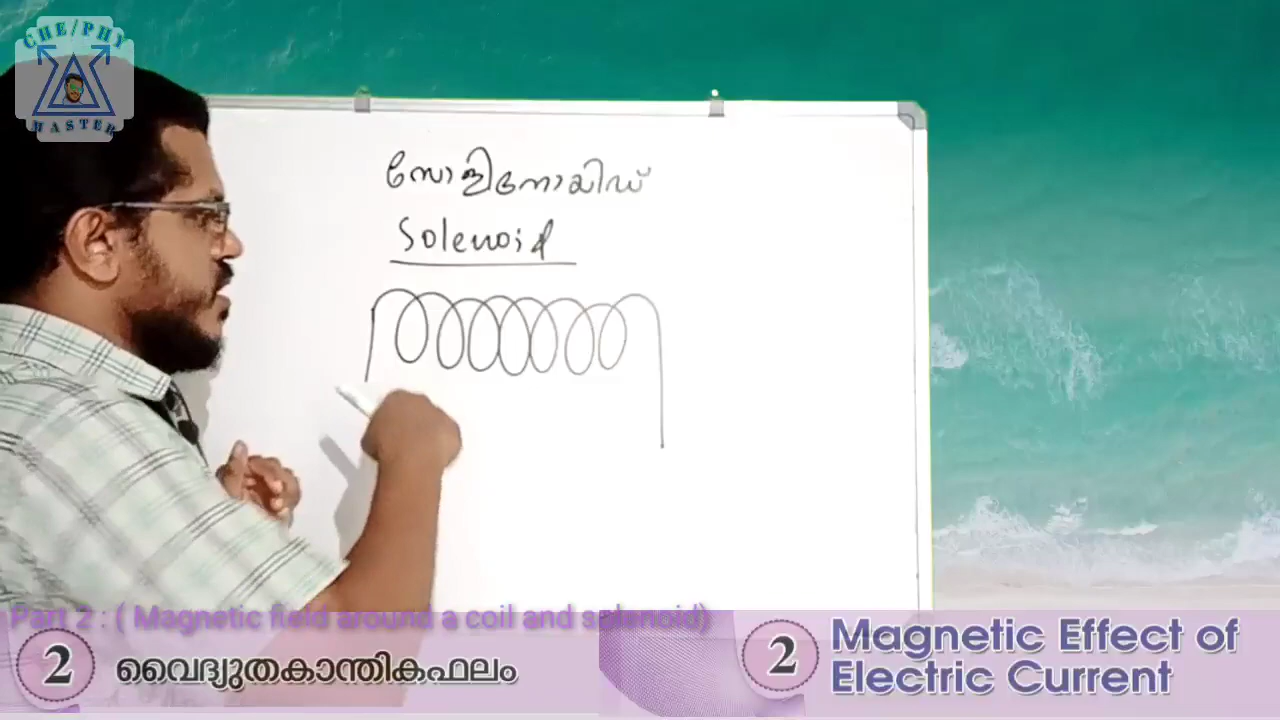 CHE/PHY
MASTER
സോളിനോയിഡ്
Solenoid
Part 2 : ( Magnetic field around a coil and solenoid)
2 വൈദ്യുതകാന്തികഫലം
2 Magnetic Effect of
Electric Current